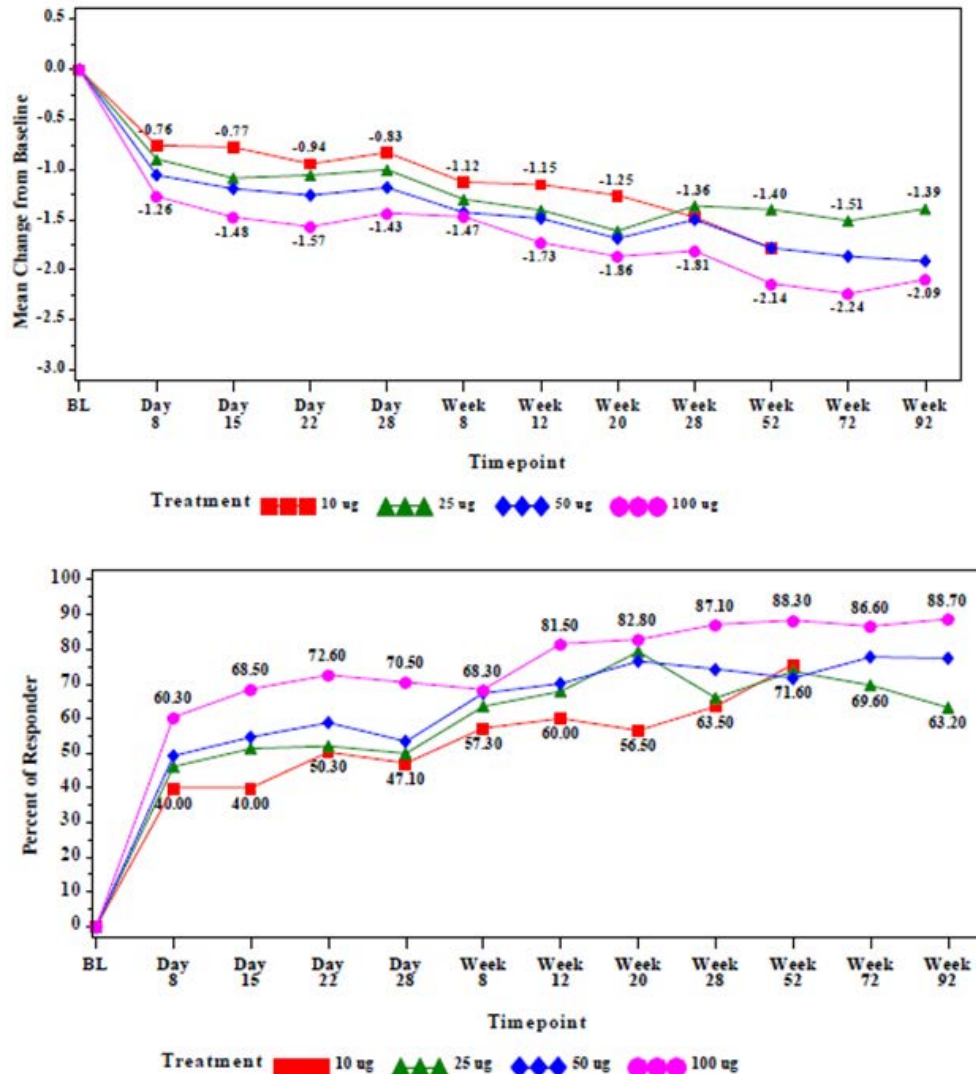 0.5
0.0
-0.5
-1.0
-1.5
-2.0
-2.5
-3.0
Mean Change from Baseline
-0.76 -0.77 -0.94 -0.83 -1.12 -1.15 -1.25 -1.36 -1.40 -1.51 -1.39
-1.26 -1.48 -1.57 -1.43 -1.47 -1.73 -1.86 -1.81 -2.14 -2.24 -2.09
BL Day Day Day Day Week Week Week Week Week Week Week
8 15 22 28 8 12 20 28 52 72 92
Timepoint
Treatment 10 ug 25 ug 50 ug 100 ug
100
90
80
70
60
50
40
30
20
10
0
Percent of Responder
60.30 68.50 72.60 70.50 68.30 81.50 82.80 87.10 88.30 86.60 88.70
40.00 40.00 50.30 47.10 57.30 60.00 56.50 63.50 71.60 69.60 63.20
BL Day Day Day Day Week Week Week Week Week Week Week
8 15 22 28 8 12 20 28 52 72 92
Timepoint
Treatment 10 ug 25 ug 50 ug 100 ug